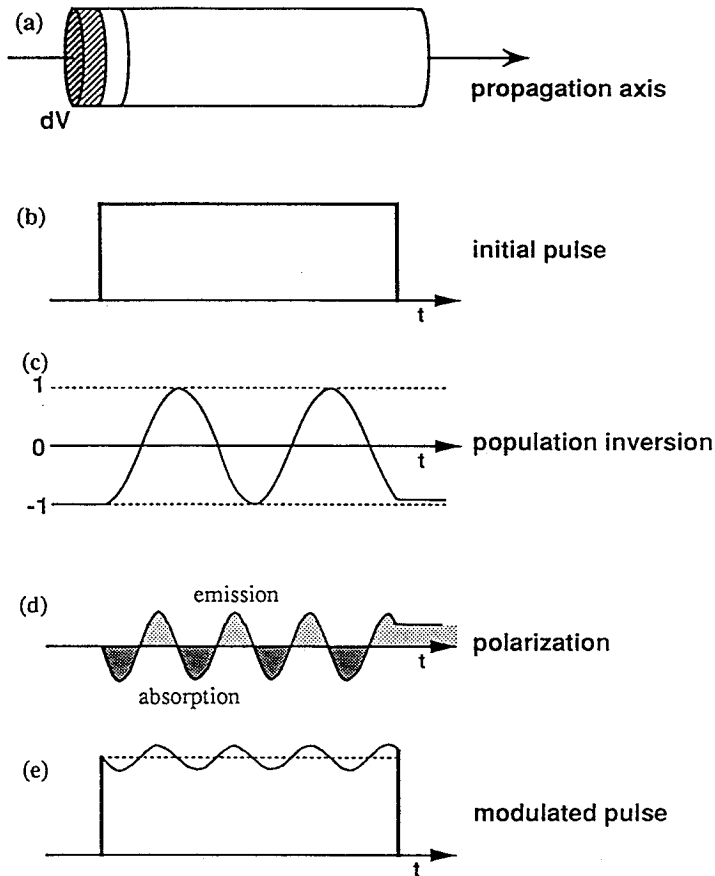 (a)
propagation axis
dV
(b)
initial pulse
t
(c)
1
0
population inversion
t
-1
emission
(d)
polarization
t
absorption
(e)
modulated pulse
t